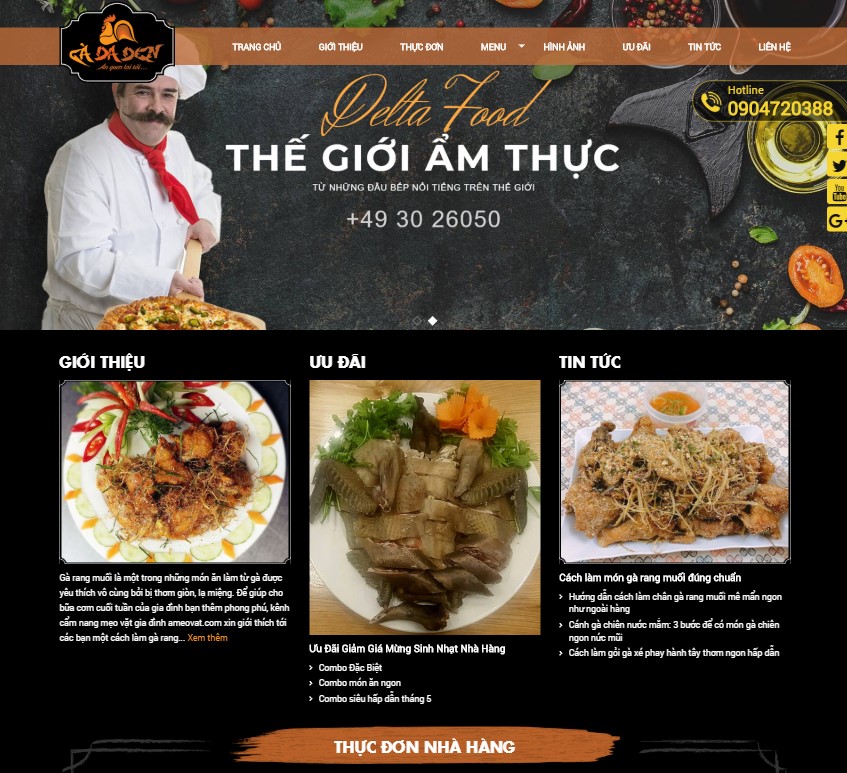 GÀ DA ĐEN
Ăn quen lối tới...
TRANG CHỦ
GIỚI THIỆU
THỰC ĐƠN
MENU
HÌNH ẢNH
ƯU ĐÃI
TIN TỨC
LIÊN HỆ
Hotline
0904720388
Delta Food
THẾ GIỚI ẨM THỰC
TỪ NHỮNG ĐẦU BẾP NỔI TIẾNG TRÊN THẾ GIỚI
+49 30 26050
You
Tube
G+
GIỚI THIỆU
Gà rang muối là một trong những món ăn làm từ gà được
yêu thích vô cùng bởi bị thơm giòn, lạ miệng. Để giúp cho
bữa cơm cuối tuần của gia đình bạn thêm phong phú, kênh
cẩm nang mẹo vặt gia đình ameovat.com xin giới thích tới
các bạn một cách làm gà rang... Xem thêm
ƯU ĐÃI
Ưu Đãi Giảm Giá Mừng Sinh Nhật Nhà Hàng
Combo Đặc Biệt
Combo món ăn ngon
Combo siêu hấp dẫn tháng 5
TIN TỨC
Cách làm món gà rang muối đúng chuẩn
Hướng dẫn cách làm chân gà rang muối mê mẩn ngon
như ngoài hàng
Cánh gà chiên nước mắm: 3 bước để có món gà chiên
ngon nức mũi
Cách làm gỏi gà xé phay hành tây thơm ngon hấp dẫn
THỰC ĐƠN NHÀ HÀNG